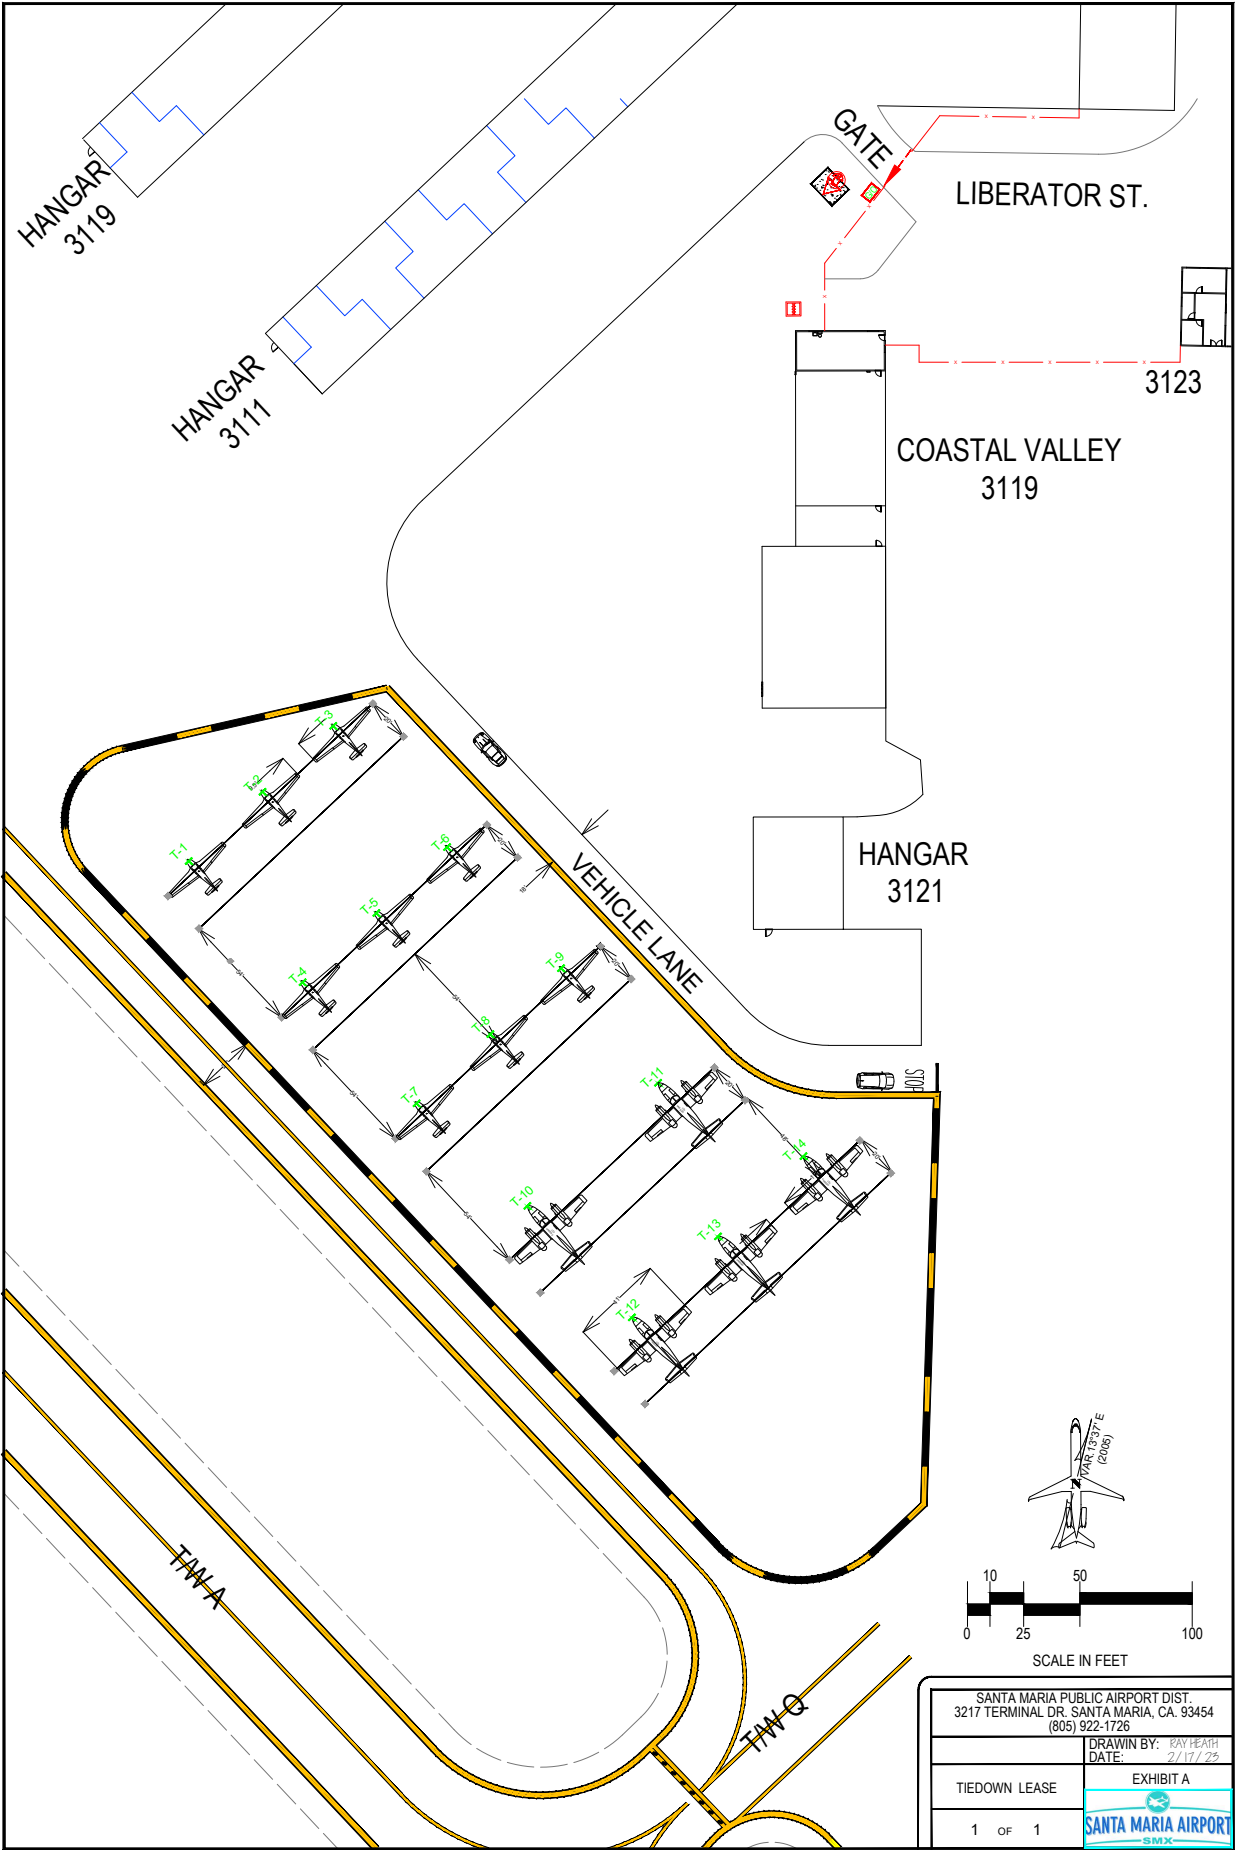 GATE
LIBERATOR ST.
HANGAR
3119
HANGAR
3111
3123
COASTAL VALLEY
3119
T-3
T-2
T-1
T-6
T-5
T-4
VEHICLE LANE
HANGAR
3121
T-9
T-8
T-7
STOP
T-11
T-10
T-14
T-13
T-12
VAR.13°37' E
(2005)
N
10 50
0 25 100
SCALE IN FEET
T/W A
T/W Q
SANTA MARIA PUBLIC AIRPORT DIST.
3217 TERMINAL DR. SANTA MARIA, CA. 93454
(805) 922-1726
DRAWIN BY: RAY HEATH
DATE: 2/17/23
TIEDOWN LEASE
EXHIBIT A
1 OF 1
SANTA MARIA AIRPORT
SMX